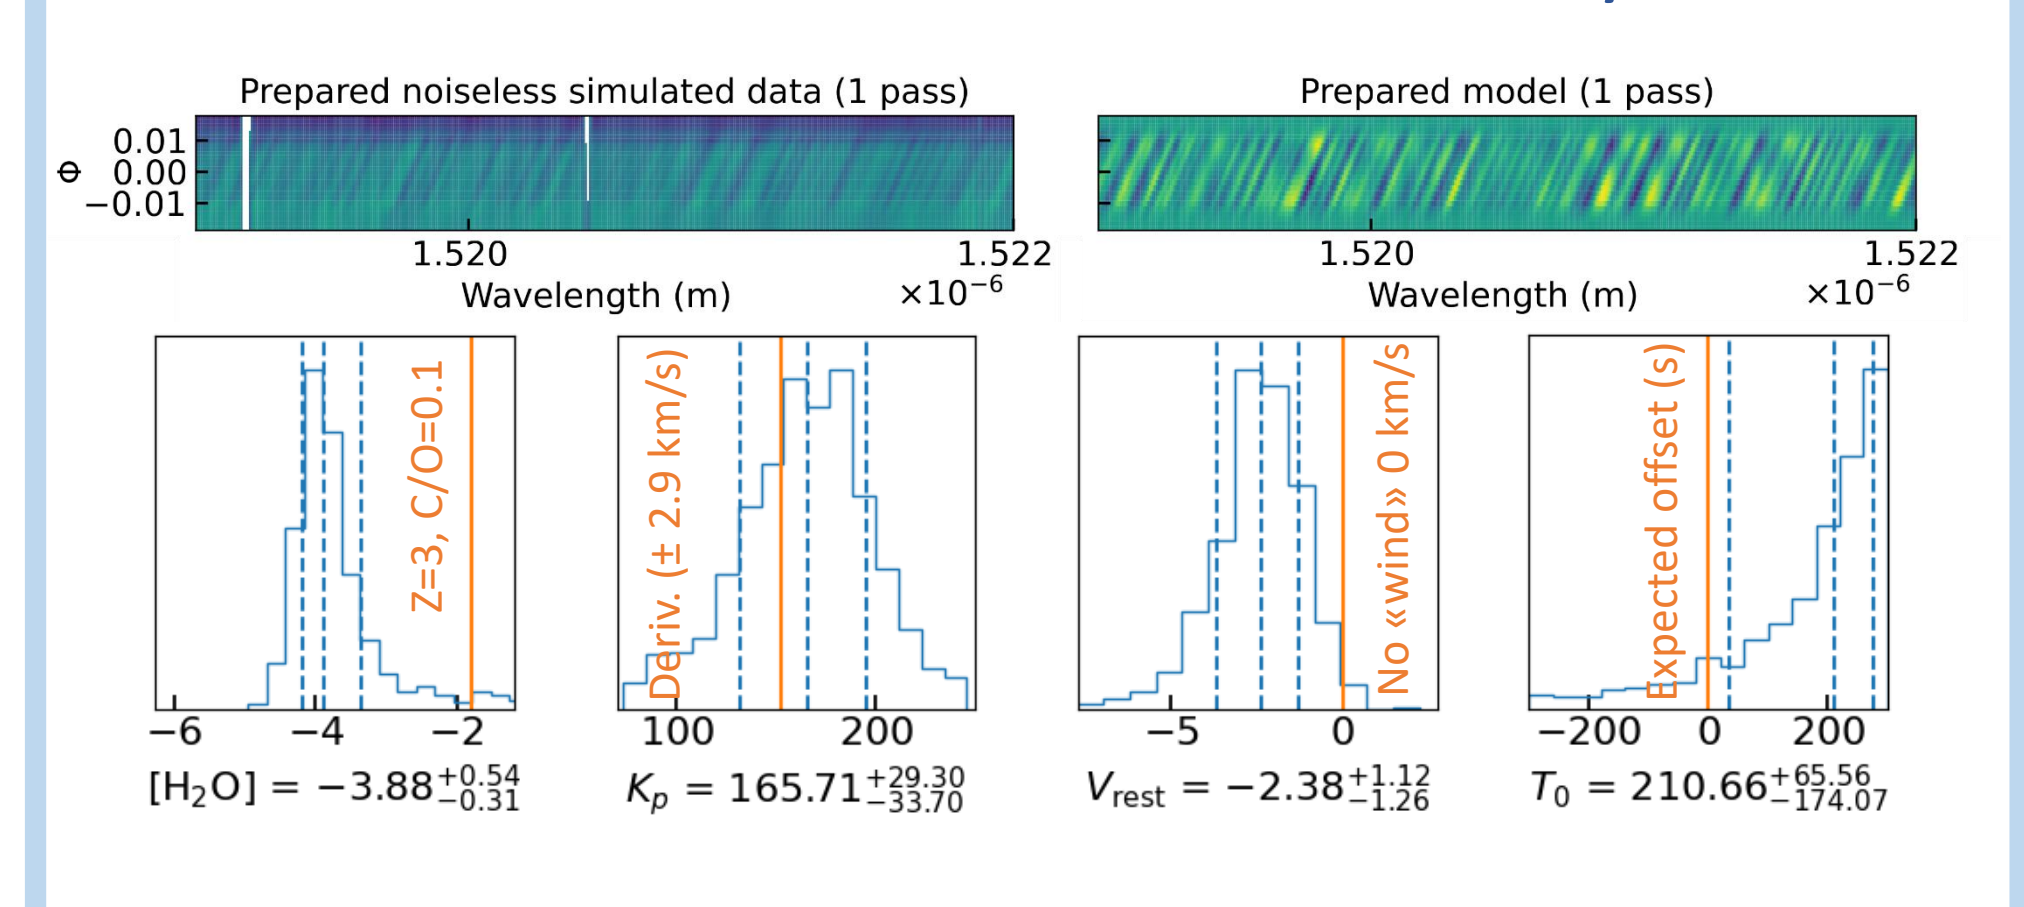 Prepared noiseless simulated data (1 pass)
Prepared model (1 pass)
Φ
0.01
0.00
−0.01
1.520
1.522
1.520
1.522
Wavelength (m)
×10⁻⁶
Wavelength (m)
×10⁻⁶
Z=3, C/O=0.1
Deriv. (± 2.9 km/s)
No «wind» 0 km/s
Expected offset (s)
−6 −4 −2
100 200
−5 0
−200 0 200
[H₂O] = −3.88 +0.54 −0.31
Kₚ = 165.71 +29.30 −33.70
V_rest = −2.38 +1.12 −1.26
T₀ = 210.66 +65.56 −174.07